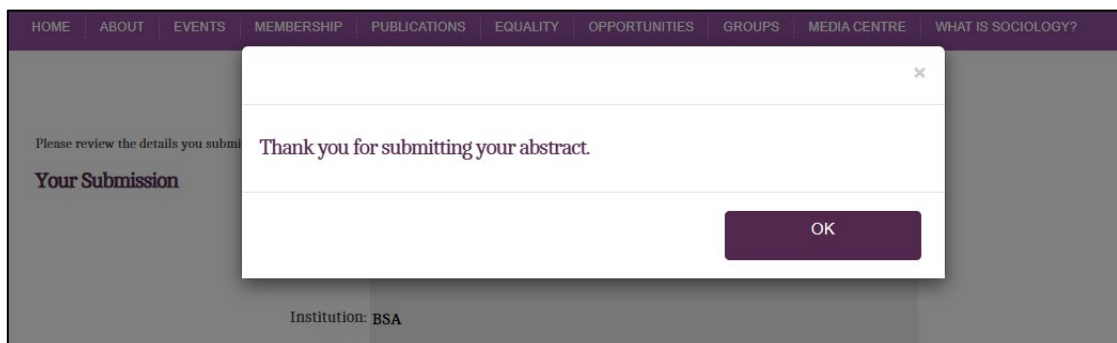 HOME ABOUT EVENTS MEMBERSHIP PUBLICATIONS EQUALITY OPPORTUNITIES GROUPS MEDIA CENTRE WHAT IS SOCIOLOGY?
×
Please review the details you submi
Thank you for submitting your abstract.
Your Submission
OK
Institution: BSA